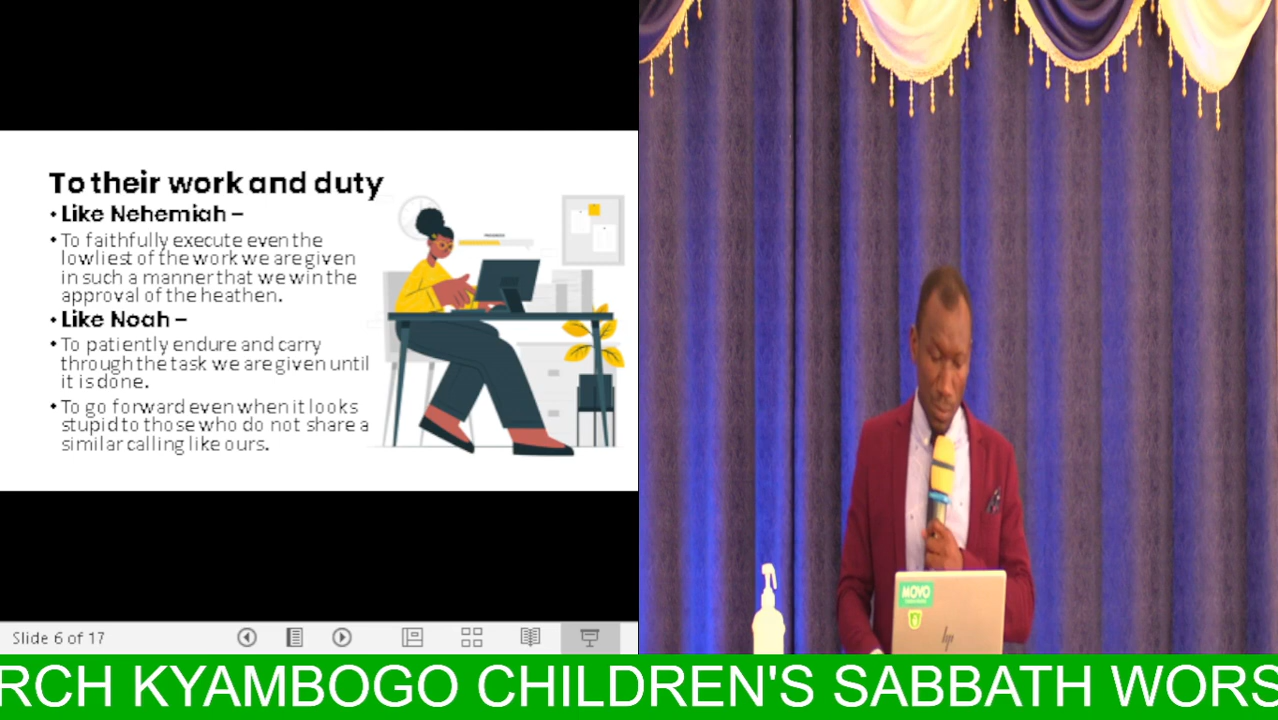 To their work and duty
• Like Nehemiah –
• To faithfully execute even the
lowliest of the work we are given
in such a manner that we win the
approval of the heathen.
• Like Noah –
• To patiently endure and carry
through the task we are given until
it is done.
• To go forward even when it looks
stupid to those who do not share a
similar calling like ours.
Slide 6 of 17
MOVO
hp
RCH KYAMBOGO CHILDREN'S SABBATH WORS